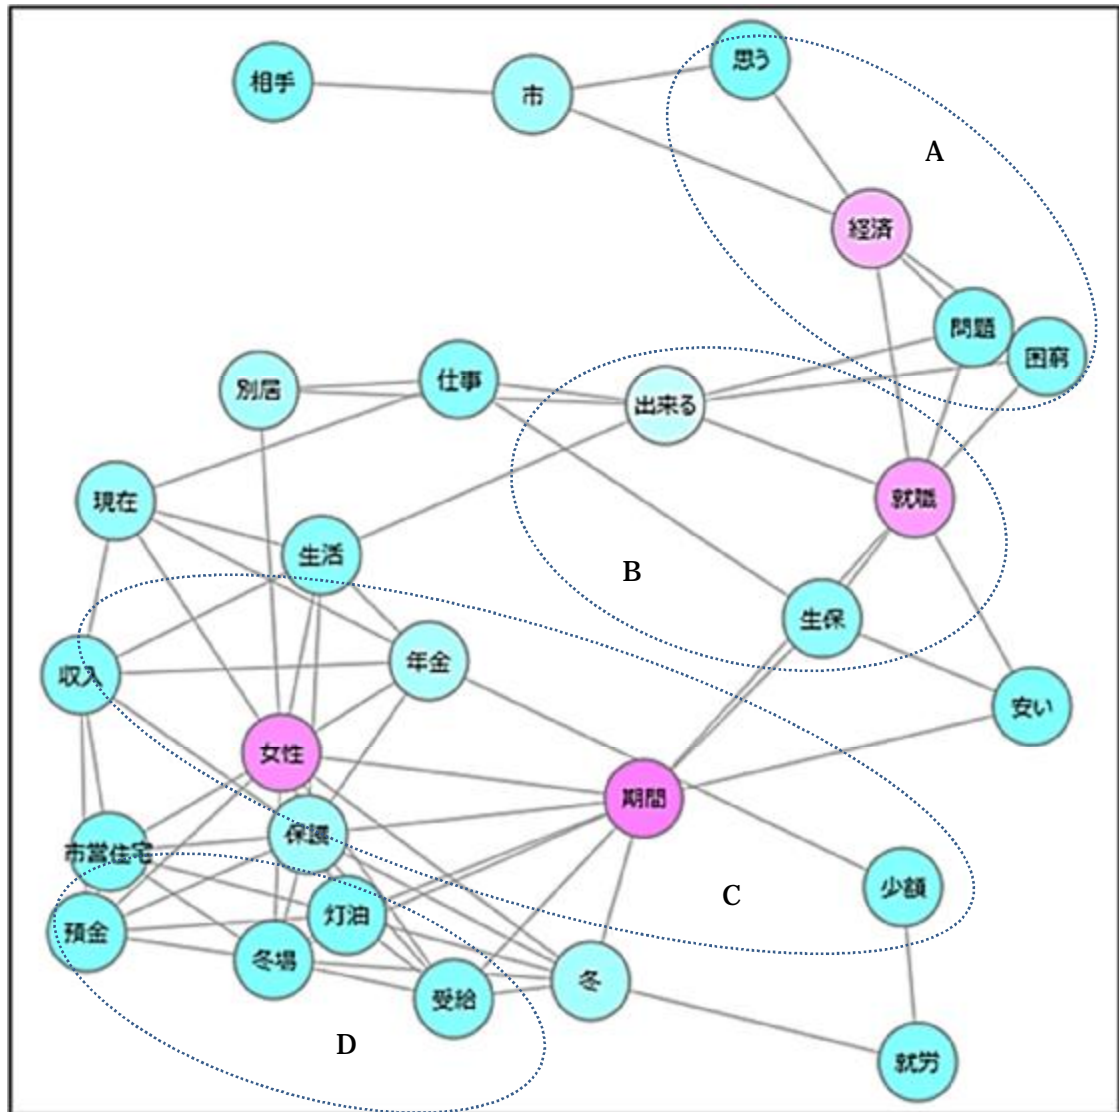 思う
相手
市
A
経済
問題
困窮
仕事
別居
出来る
現在
就職
生活
B
生保
年金
収入
安い
女性
期間
保護
市営住宅
少額
C
灯油
預金
冬場
冬
受給
D
就労